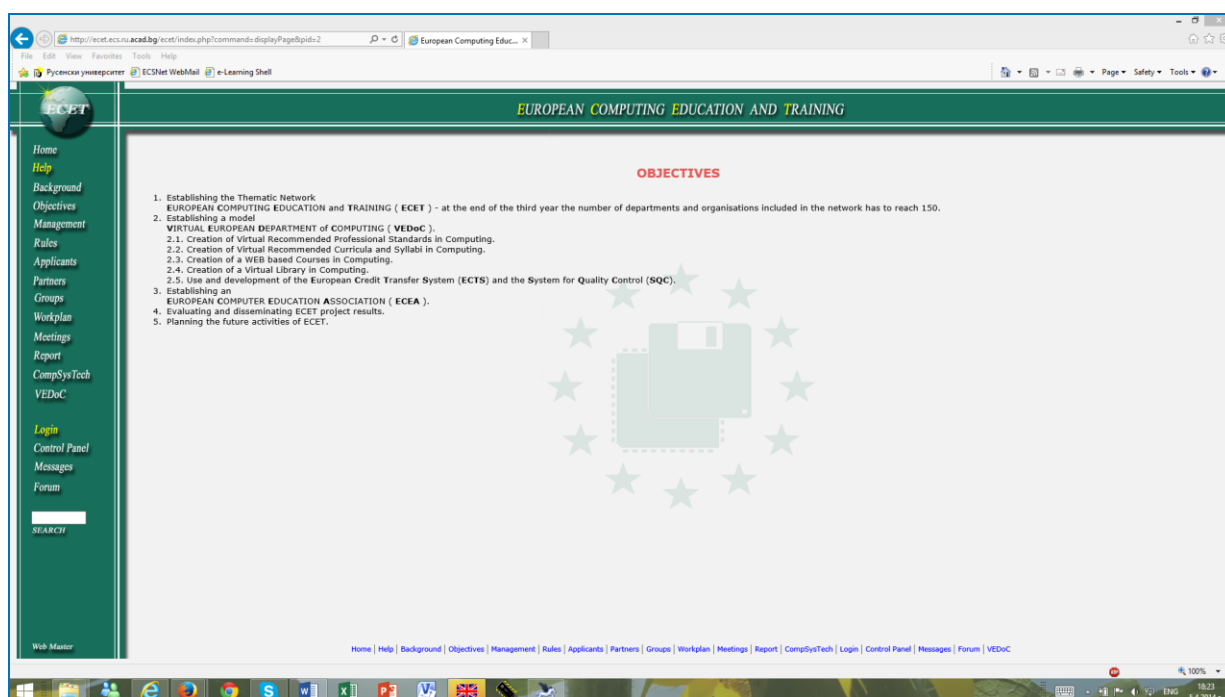 http://ecet.ecs.ru.acad.bg/ecet/index.php?command=displayPage&pid=2
European Computing Educ...
File Edit View Favorites Tools Help
Русенски университет ECSNet WebMail e-Learning Shell
Page Safety Tools
ECET
EUROPEAN COMPUTING EDUCATION AND TRAINING
Home
Help
Background
Objectives
Management
Rules
Applicants
Partners
Groups
Workplan
Meetings
Report
CompSysTech
VEDoC
Login
Control Panel
Messages
Forum
SEARCH
Web Master
OBJECTIVES
1. Establishing the Thematic Network
EUROPEAN COMPUTING EDUCATION and TRAINING ( ECET ) - at the end of the third year the number of departments and organisations included in the network has to reach 150.
2. Establishing a model
VIRTUAL EUROPEAN DEPARTMENT of COMPUTING ( VEDoC ).
2.1. Creation of Virtual Recommended Professional Standards in Computing.
2.2. Creation of Virtual Recommended Curricula and Syllabi in Computing.
2.3. Creation of a WEB based Courses in Computing.
2.4. Creation of a Virtual Library in Computing.
2.5. Use and development of the European Credit Transfer System (ECTS) and the System for Quality Control (SQC).
3. Establishing an
EUROPEAN COMPUTER EDUCATION ASSOCIATION ( ECEA ).
4. Evaluating and disseminating ECET project results.
5. Planning the future activities of ECET.
Home | Help | Background | Objectives | Management | Rules | Applicants | Partners | Groups | Workplan | Meetings | Report | CompSysTech | Login | Control Panel | Messages | Forum | VEDoC
100%
ENG 18:23